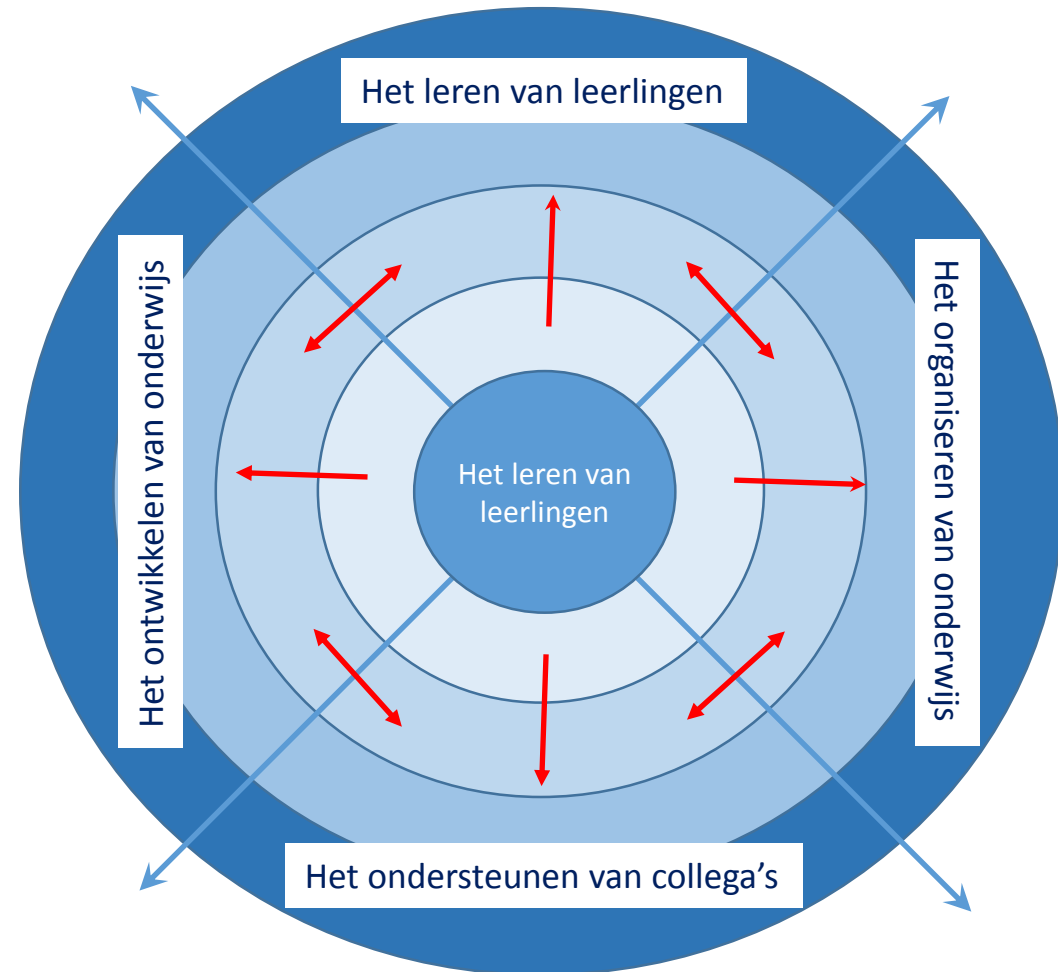 Het leren van leerlingen
Het ontwikkelen van onderwijs
Het organiseren van onderwijs
Het leren van
leerlingen
Het ondersteunen van collega's